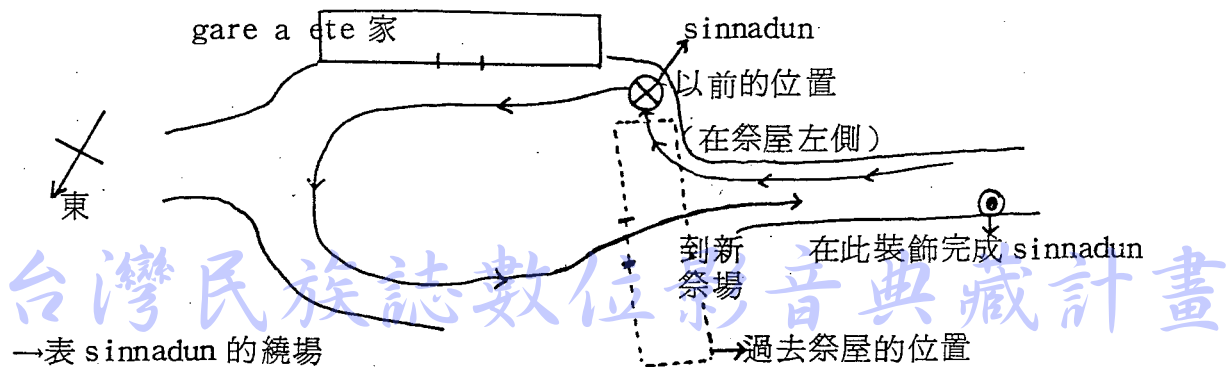 gare a ete 家
sinnadun
以前的位置
（在祭屋左側）
東
到新
祭場
在此裝飾完成 sinnadun
台灣民族誌數位影音典藏計畫
→表 sinnadun 的繞場
→過去祭屋的位置